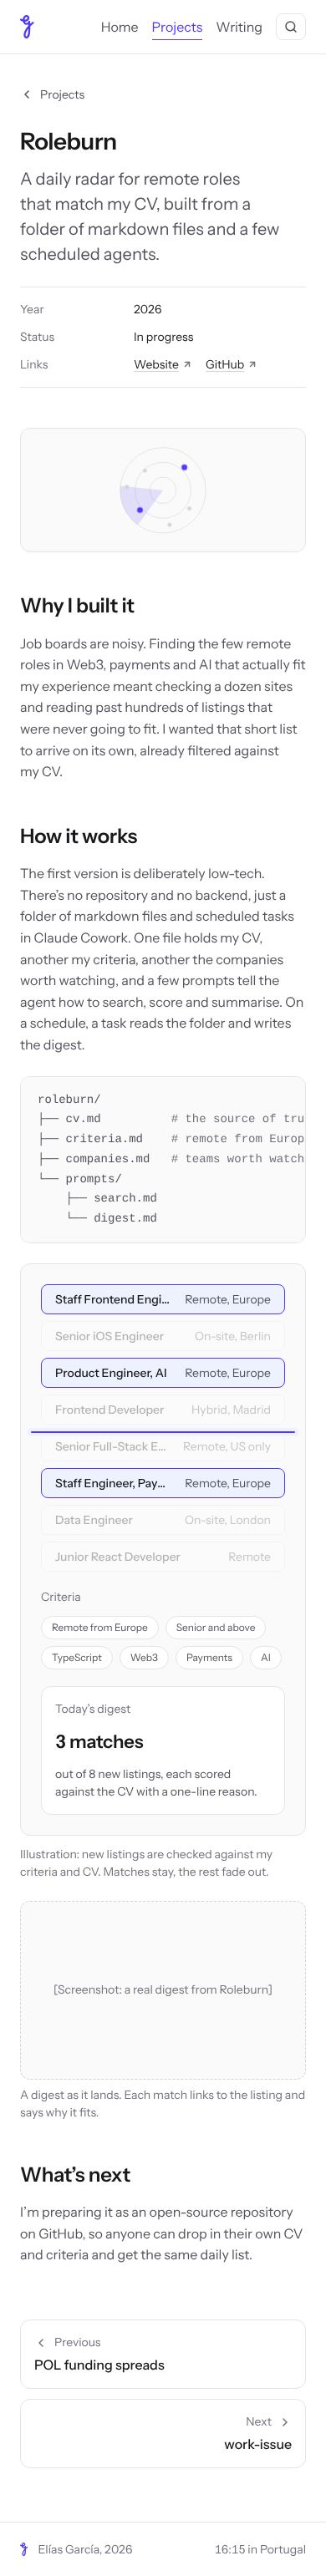 Home Projects Writing
Projects
Roleburn
A daily radar for remote roles
that match my CV, built from a
folder of markdown files and a few
scheduled agents.
Year 2026
Status In progress
Links Website ↗ GitHub ↗
Why I built it
Job boards are noisy. Finding the few remote
roles in Web3, payments and AI that actually fit
my experience meant checking a dozen sites
and reading past hundreds of listings that
were never going to fit. I wanted that short list
to arrive on its own, already filtered against
my CV.
How it works
The first version is deliberately low-tech.
There’s no repository and no backend, just a
folder of markdown files and scheduled tasks
in Claude Cowork. One file holds my CV,
another my criteria, another the companies
worth watching, and a few prompts tell the
agent how to search, score and summarise. On
a schedule, a task reads the folder and writes
the digest.
roleburn/
├── cv.md # the source of tru
├── criteria.md # remote from Europ
├── companies.md # teams worth watch
└── prompts/
├── search.md
└── digest.md
Staff Frontend Engi… Remote, Europe
Senior iOS Engineer On-site, Berlin
Product Engineer, AI Remote, Europe
Frontend Developer Hybrid, Madrid
Senior Full-Stack E… Remote, US only
Staff Engineer, Pay… Remote, Europe
Data Engineer On-site, London
Junior React Developer Remote
Criteria
Remote from Europe Senior and above
TypeScript Web3 Payments AI
Today’s digest
3 matches
out of 8 new listings, each scored
against the CV with a one-line reason.
Illustration: new listings are checked against my
criteria and CV. Matches stay, the rest fade out.
[Screenshot: a real digest from Roleburn]
A digest as it lands. Each match links to the listing and
says why it fits.
What’s next
I’m preparing it as an open-source repository
on GitHub, so anyone can drop in their own CV
and criteria and get the same daily list.
Previous
POL funding spreads
Next
work-issue
Elías García, 2026 16:15 in Portugal